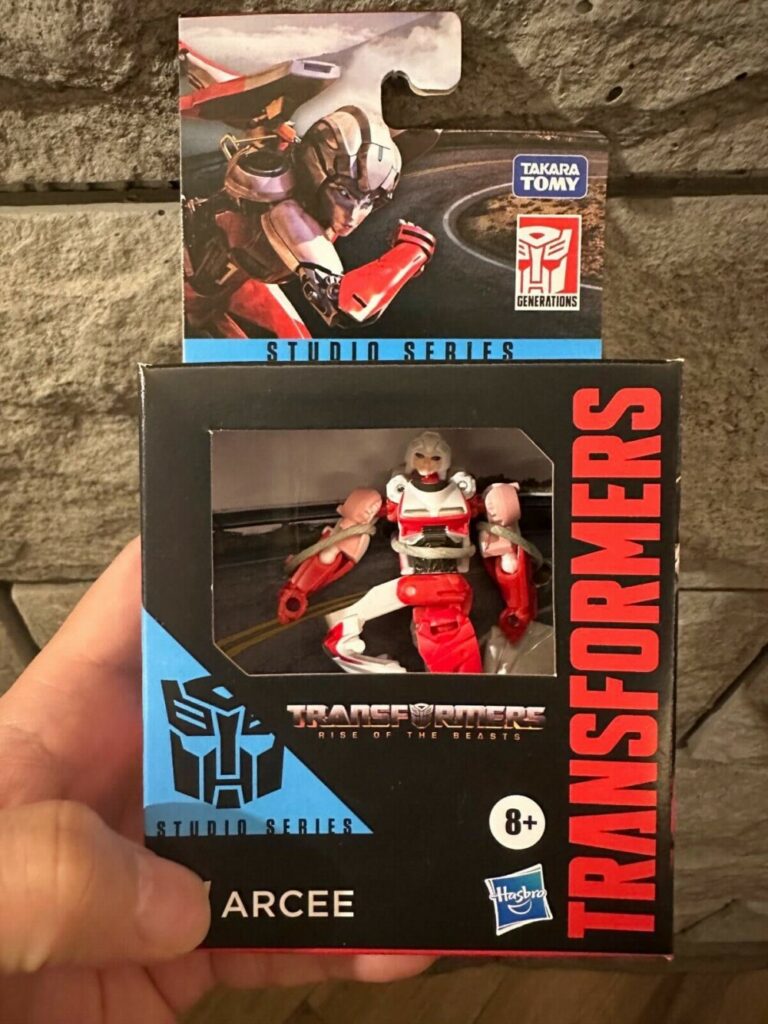 TAKARA
TOMY
GENERATIONS
STUDIO SERIES
TRANSFORMERS
TRANSFORMERS
RISE OF THE BEASTS
STUDIO SERIES
8+
ARCEE
Hasbro